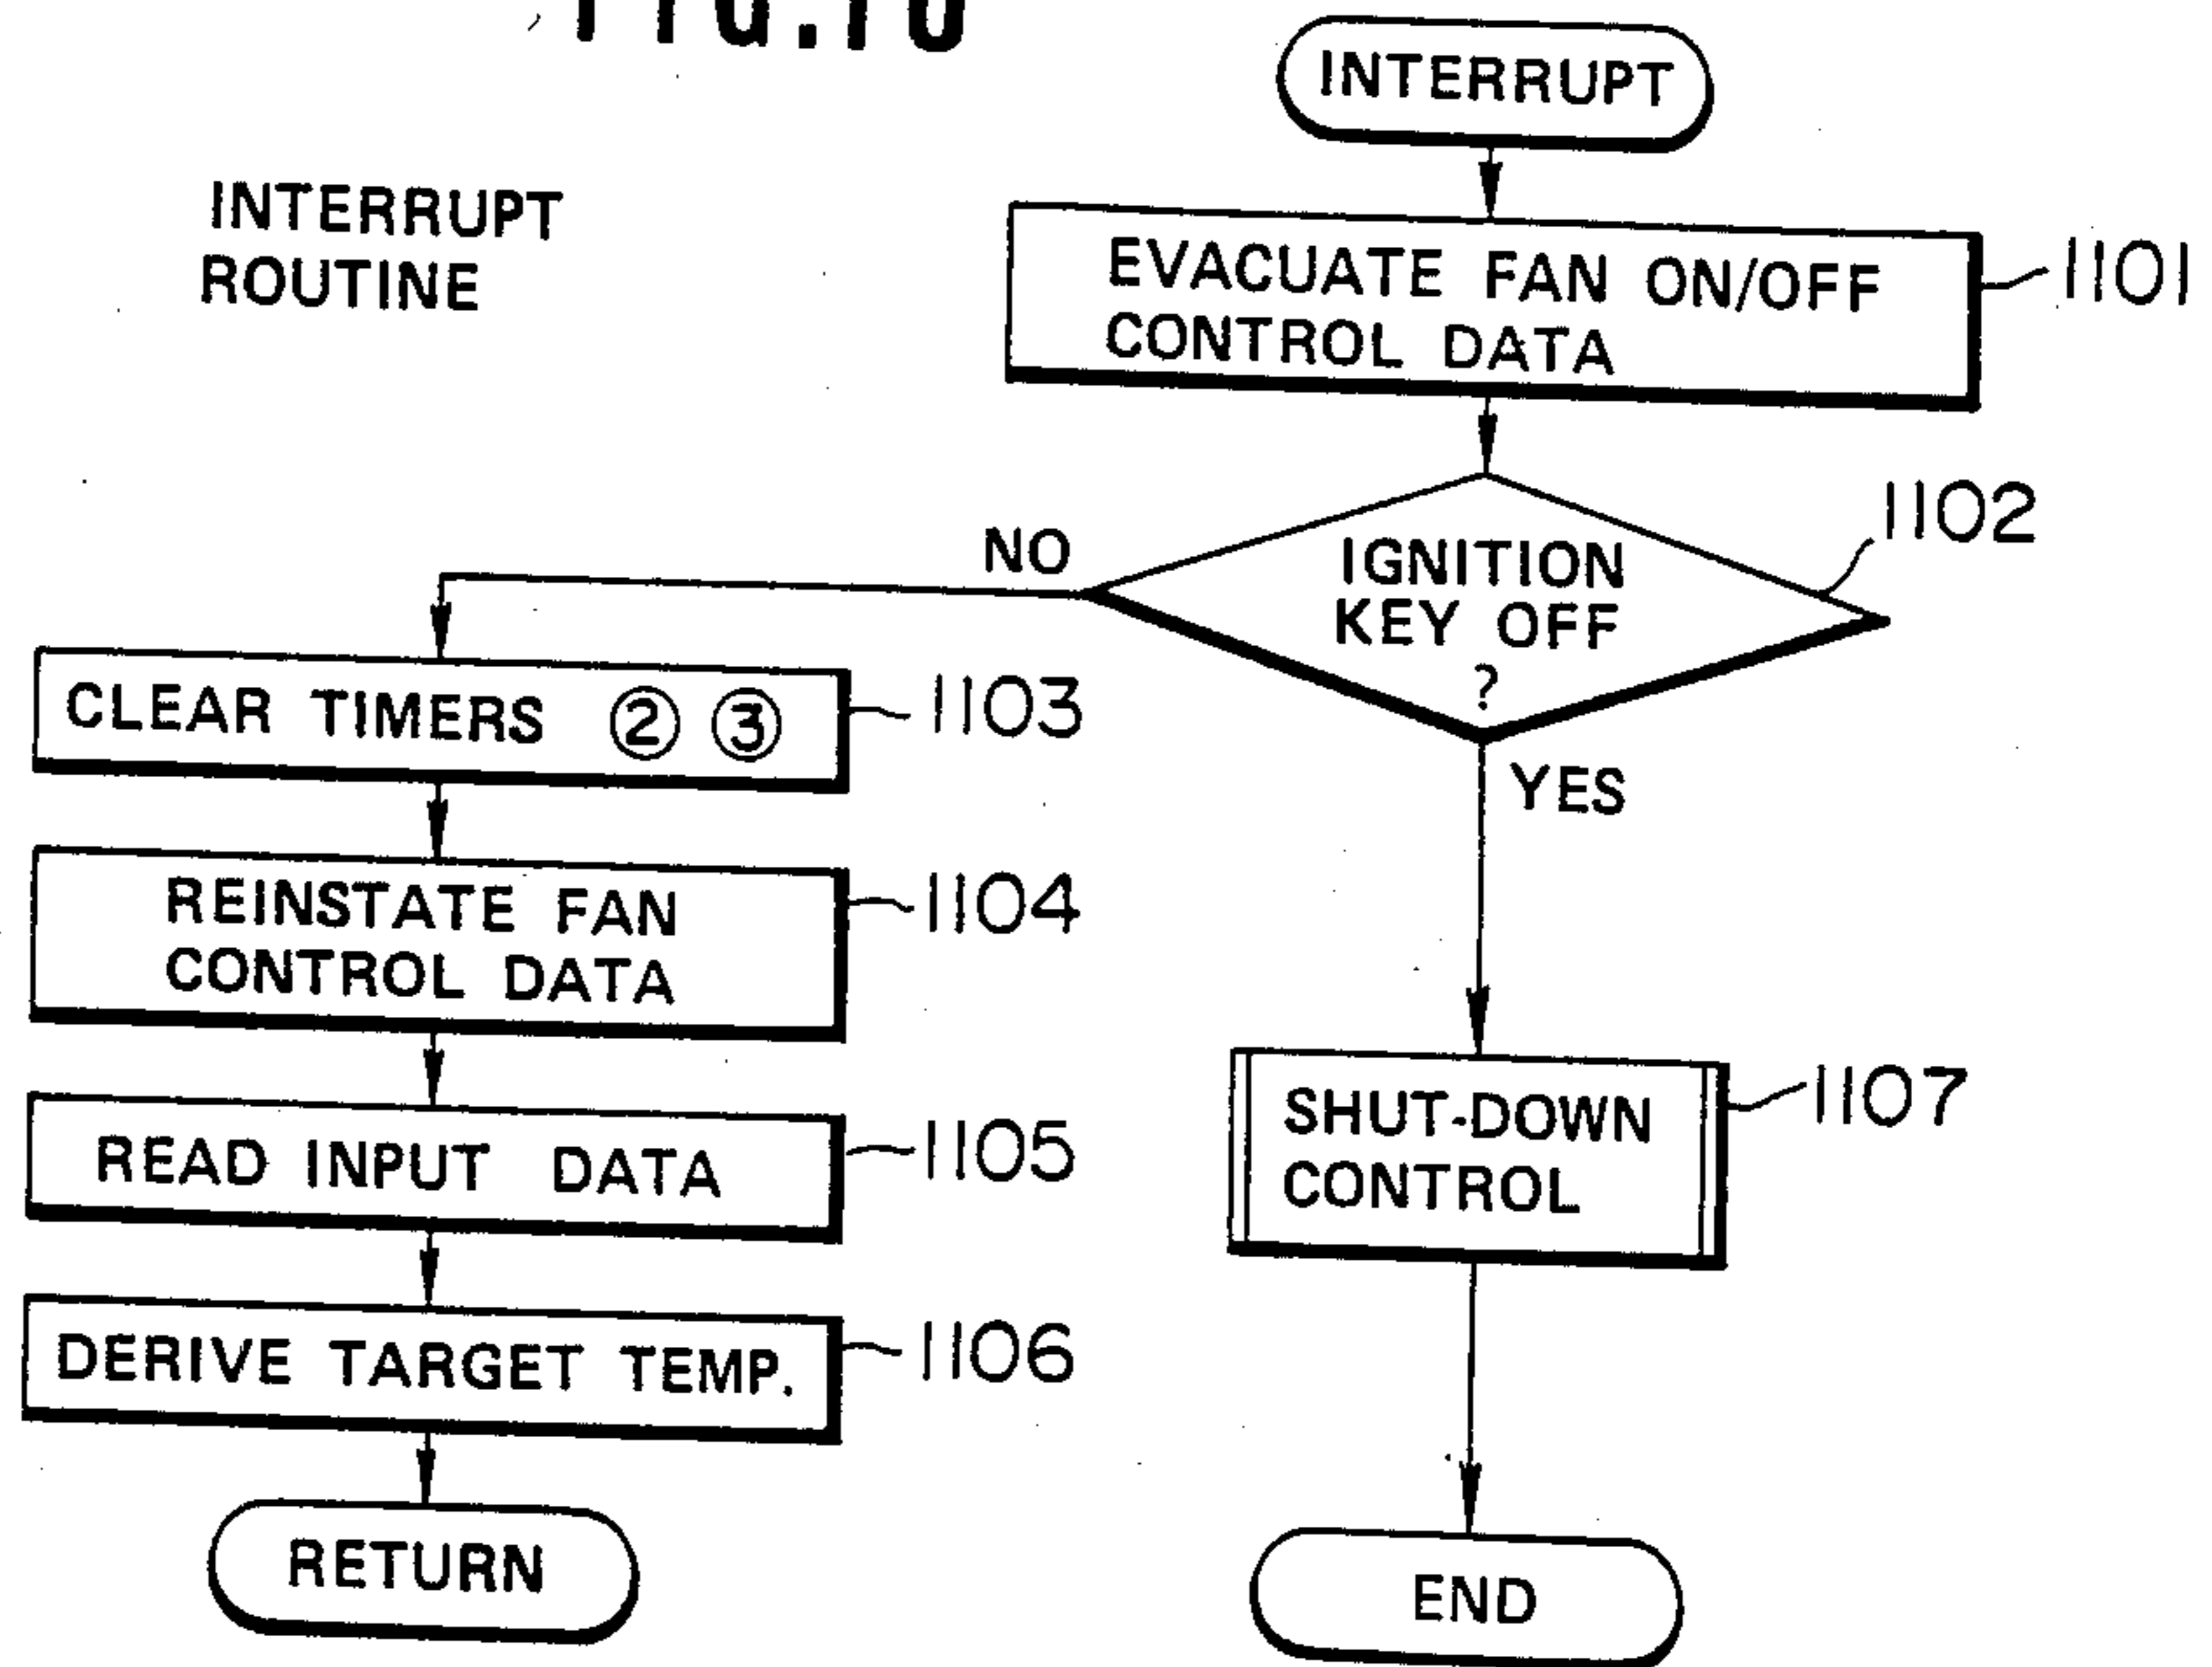 FIG.10
INTERRUPT
ROUTINE
INTERRUPT
EVACUATE FAN ON/OFF
CONTROL DATA
1101
IGNITION
KEY OFF
?
1102
NO
YES
CLEAR TIMERS ② ③
1103
REINSTATE FAN
CONTROL DATA
1104
READ INPUT DATA
1105
DERIVE TARGET TEMP.
1106
RETURN
SHUT-DOWN
CONTROL
1107
END